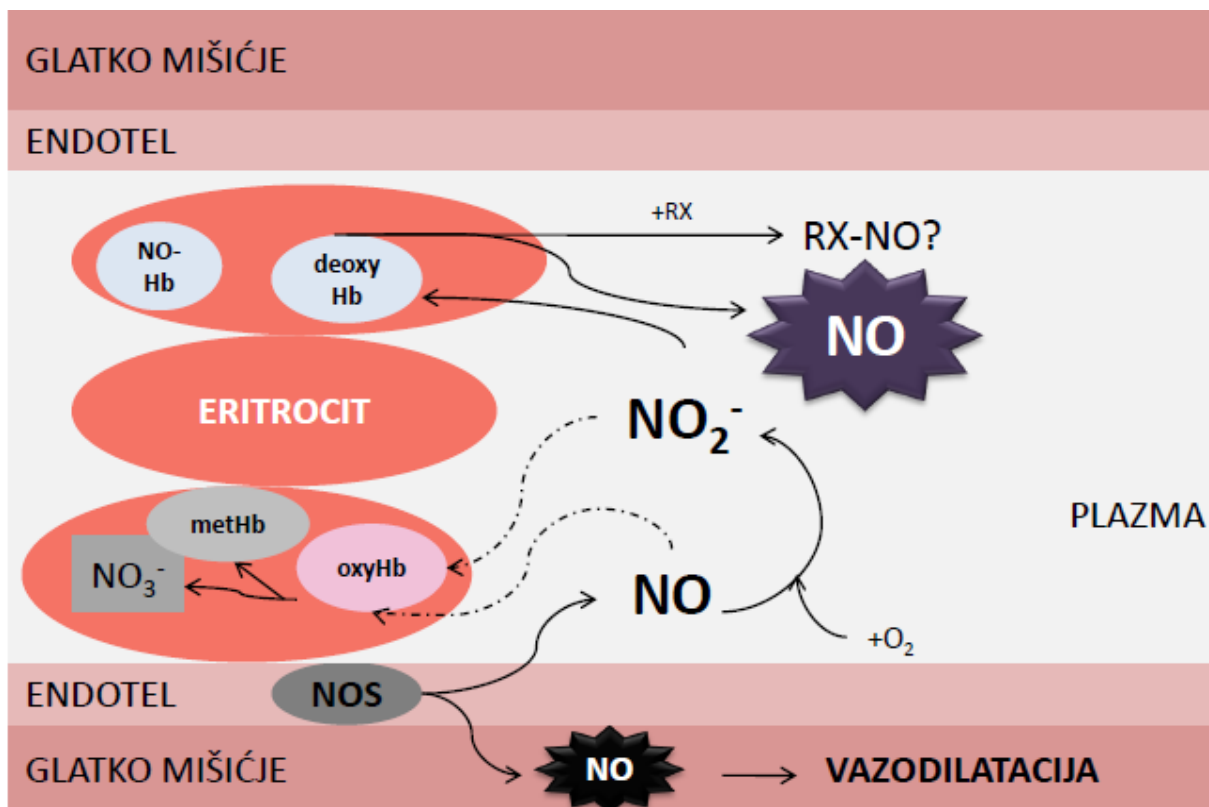 GLATKO MIŠIĆJE
ENDOTEL
+RX
RX-NO?
NO-
Hb
deoxy
Hb
NO
ERITROCIT
NO₂⁻
PLAZMA
metHb
NO₃⁻
oxyHb
NO
+O₂
ENDOTEL
NOS
GLATKO MIŠIĆJE
NO
VAZODILATACIJA